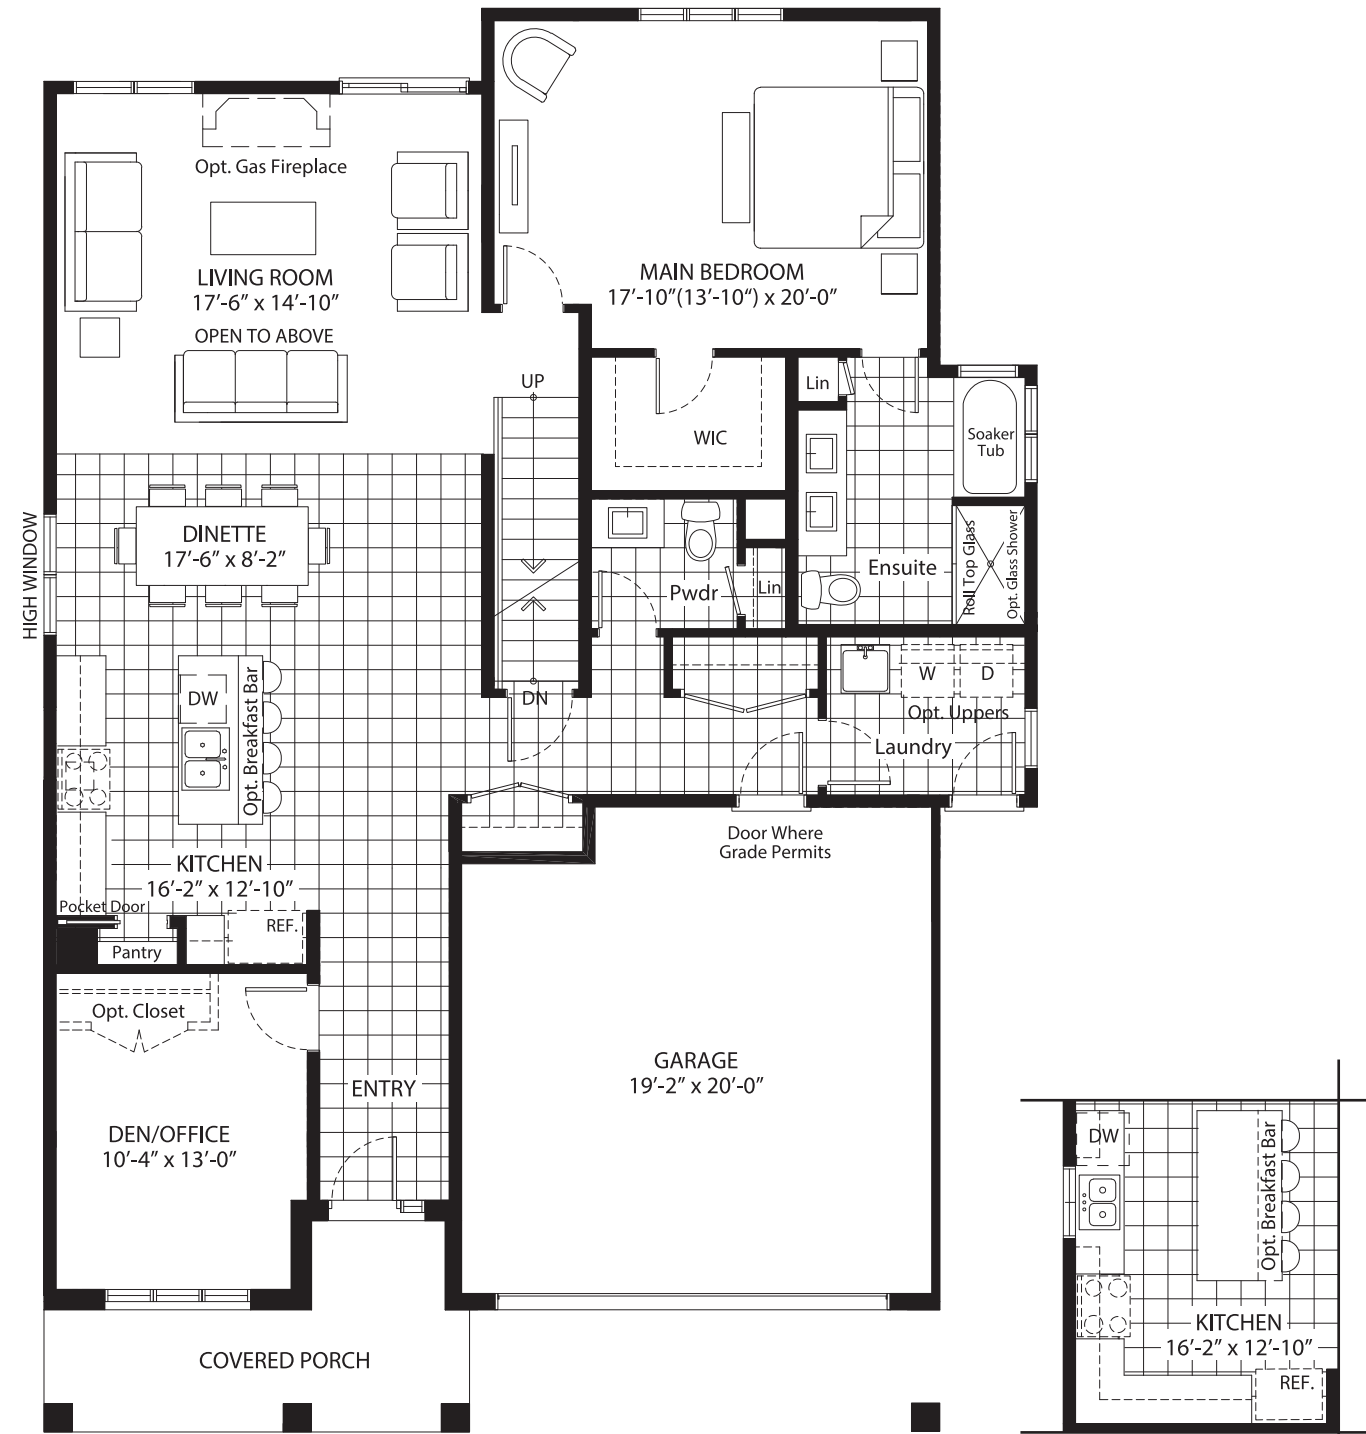 Opt. Gas Fireplace
LIVING ROOM
17'-6" x 14'-10"
OPEN TO ABOVE
MAIN BEDROOM
17'-10"(13'-10") x 20'-0"
UP
Lin
WIC
Soaker
Tub
HIGH WINDOW
DINETTE
17'-6" x 8'-2"
Pwdr
Lin
Ensuite
Roll Top Glass
Opt. Glass Shower
DW
Opt. Breakfast Bar
DN
W
D
Opt. Uppers
Laundry
Door Where
Grade Permits
KITCHEN
16'-2" x 12'-10"
Pocket Door
REF.
Pantry
Opt. Closet
ENTRY
GARAGE
19'-2" x 20'-0"
DEN/OFFICE
10'-4" x 13'-0"
COVERED PORCH
DW
Opt. Breakfast Bar
KITCHEN
16'-2" x 12'-10"
REF.